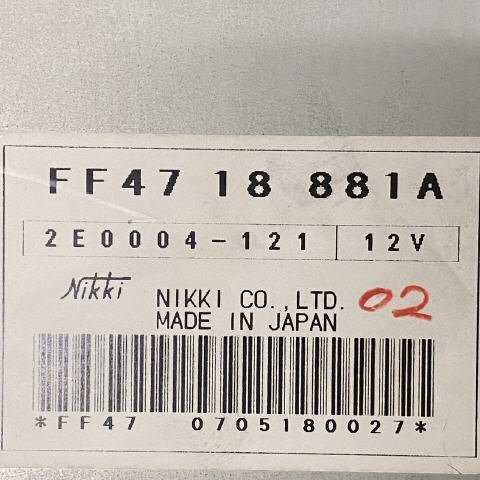 FF47 18 881A
2E0004-121 12V
Nikki NIKKI CO.,LTD. 02
MADE IN JAPAN
*FF47 0705180027*